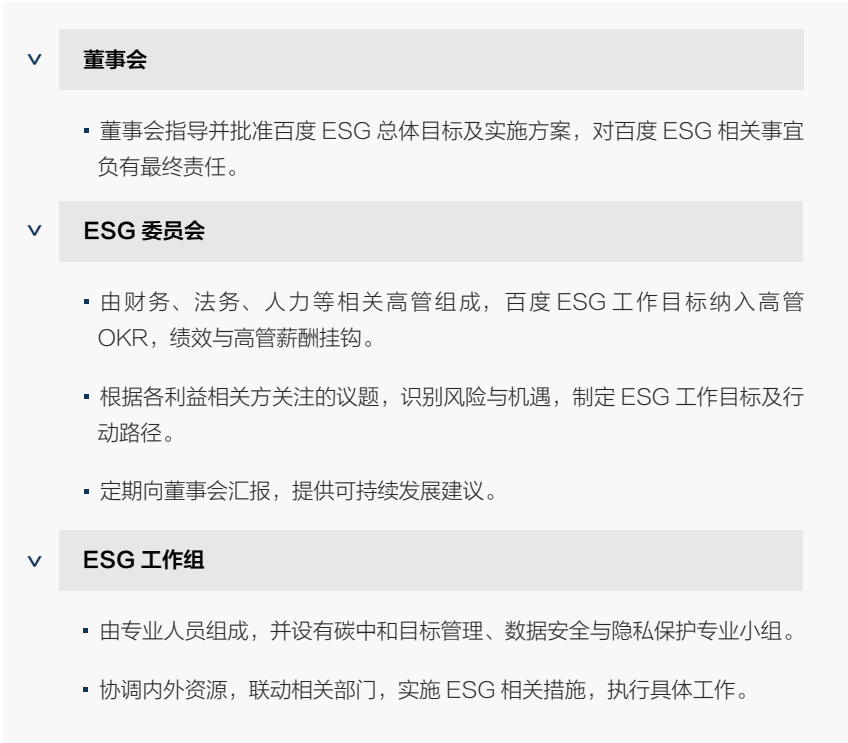 董事会
▪ 董事会指导并批准百度 ESG 总体目标及实施方案，对百度 ESG 相关事宜
负有最终责任。
ESG 委员会
▪ 由财务、法务、人力等相关高管组成，百度 ESG 工作目标纳入高管
OKR，绩效与高管薪酬挂钩。
▪ 根据各利益相关方关注的议题，识别风险与机遇，制定 ESG 工作目标及行
动路径。
▪ 定期向董事会汇报，提供可持续发展建议。
ESG 工作组
▪ 由专业人员组成，并设有碳中和目标管理、数据安全与隐私保护专业小组。
▪ 协调内外资源，联动相关部门，实施 ESG 相关措施，执行具体工作。